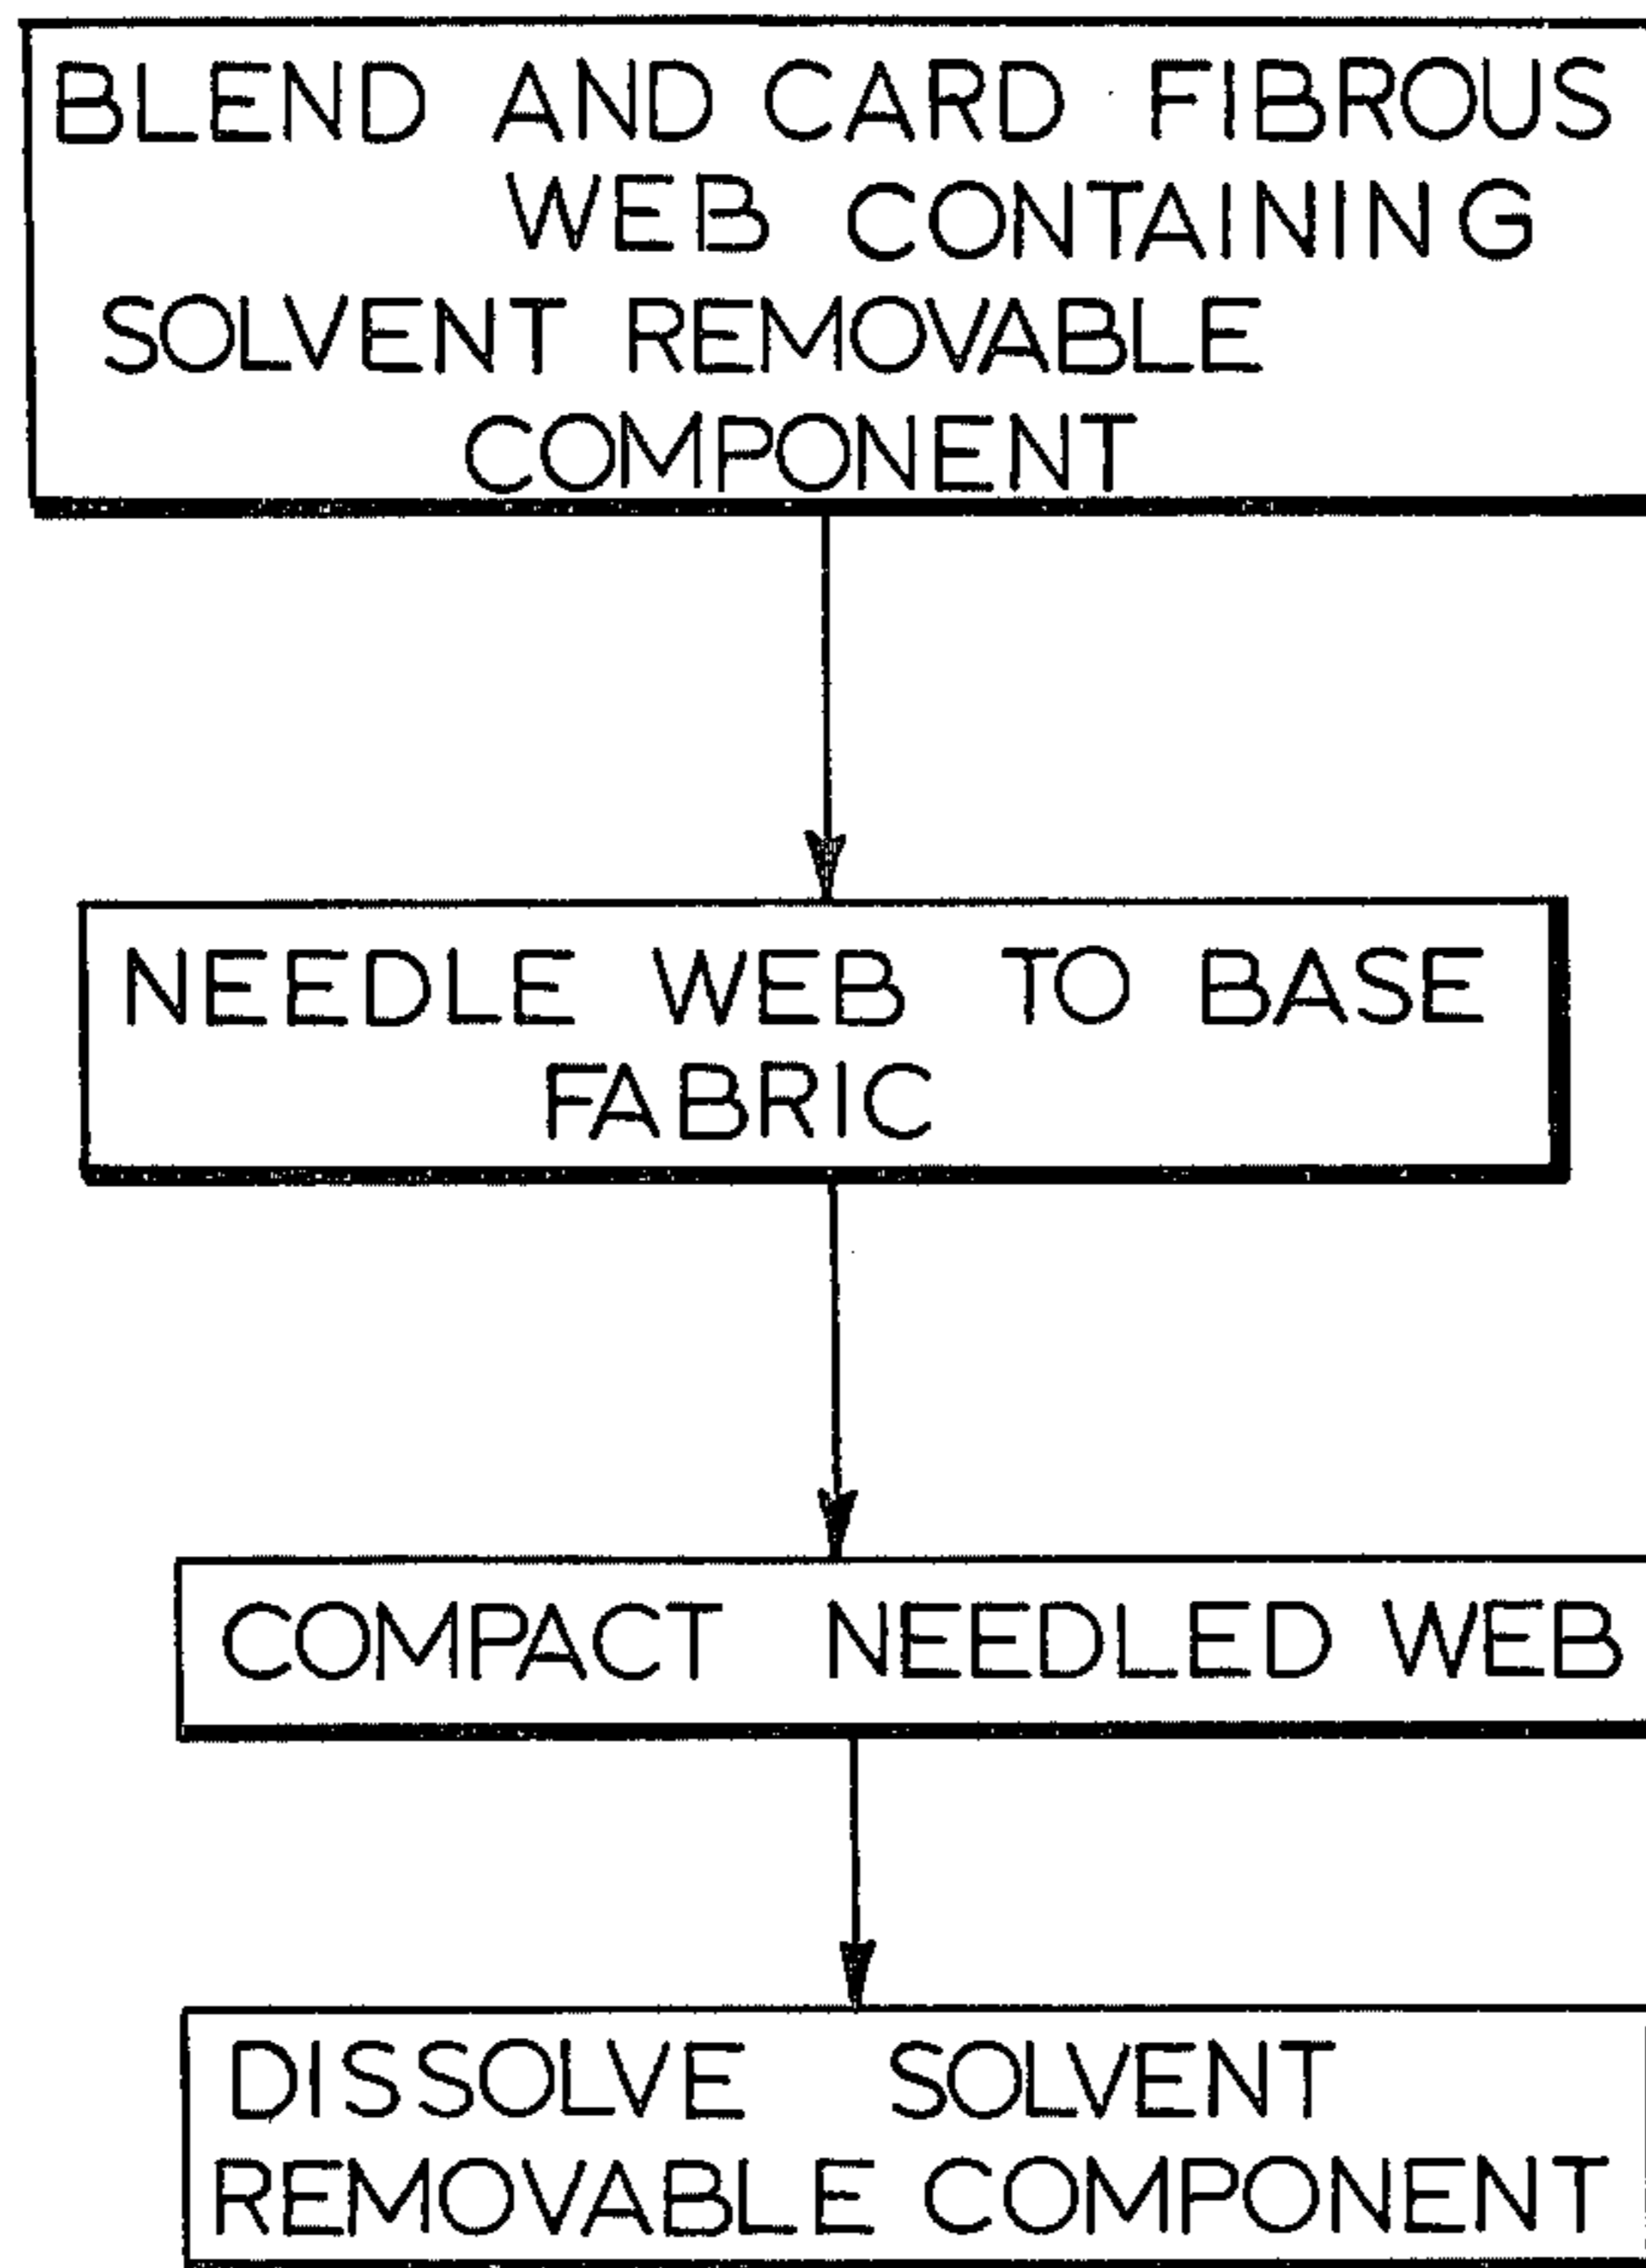 BLEND AND CARD FIBROUS
WEB CONTAINING
SOLVENT REMOVABLE
COMPONENT
NEEDLE WEB TO BASE
FABRIC
COMPACT NEEDLED WEB
DISSOLVE SOLVENT
REMOVABLE COMPONENT